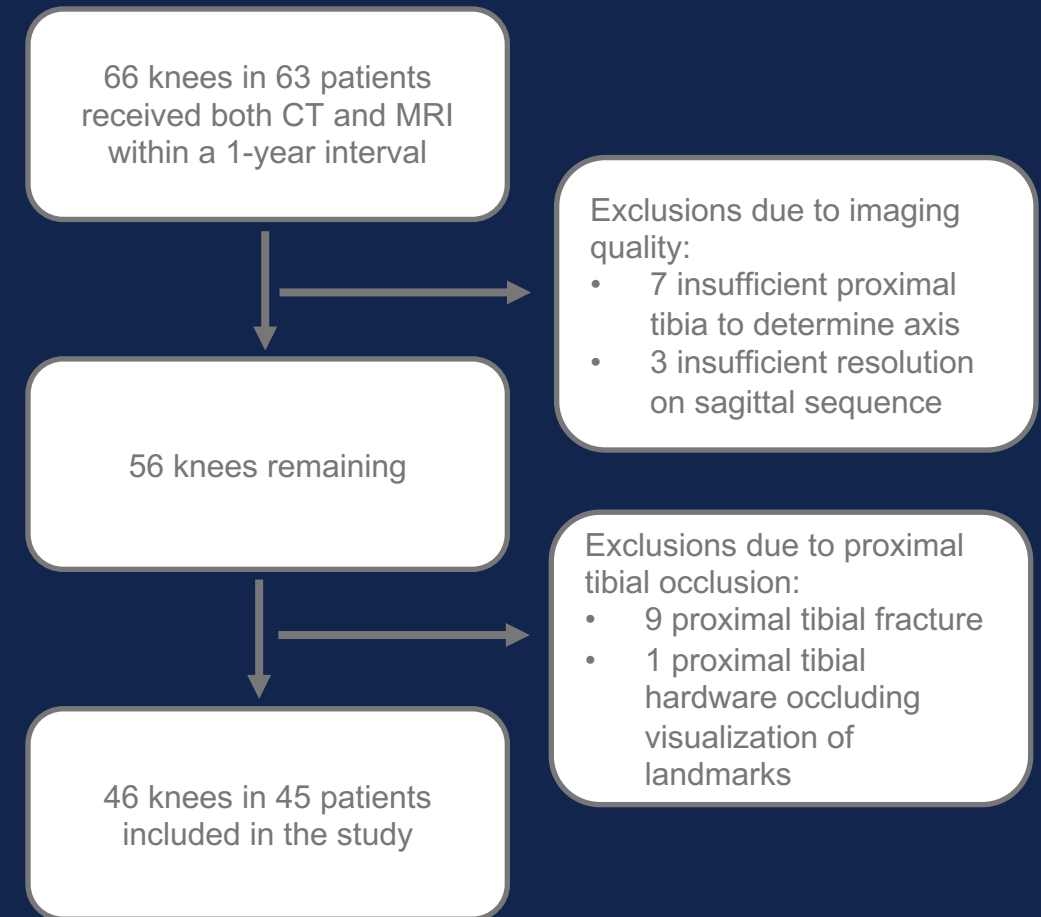 66 knees in 63 patients
received both CT and MRI
within a 1-year interval
Exclusions due to imaging
quality:
• 7 insufficient proximal
tibia to determine axis
• 3 insufficient resolution
on sagittal sequence
56 knees remaining
Exclusions due to proximal
tibial occlusion:
• 9 proximal tibial fracture
• 1 proximal tibial
hardware occluding
visualization of
landmarks
46 knees in 45 patients
included in the study